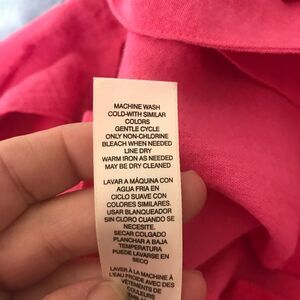 MACHINE WASH
COLD-WITH SIMILAR
COLORS
GENTLE CYCLE
ONLY NON-CHLORINE
BLEACH WHEN NEEDED
LINE DRY
WARM IRON AS NEEDED
MAY BE DRY CLEANED
LAVAR A MÁQUINA CON
AGUA FRIA EN
CICLO SUAVE CON
COLORES SIMILARES.
USAR BLANQUEADOR
SIN CLORO CUANDO SE
NECESITE.
SECAR COLGADO
PLANCHAR A BAJA
TEMPERATURA
PUEDE LAVARSE EN
SECO
LAVER À LA MACHINE À
L'EAU FROIDE AVEC DES
VÊTEMENTS DE
COULEURS